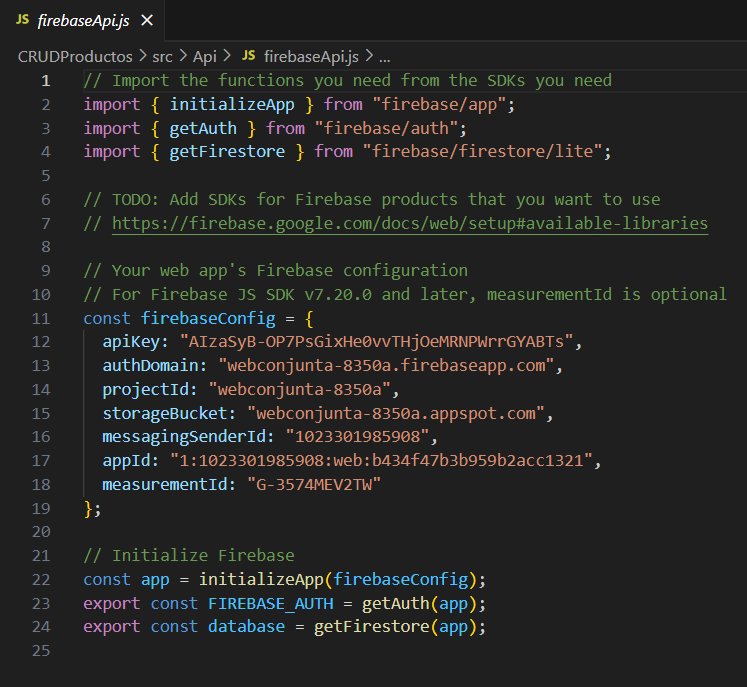 JS firebaseApi.js ×
CRUDProductos > src > Api > JS firebaseApi.js > ...
1 // Import the functions you need from the SDKs you need
2 import { initializeApp } from "firebase/app";
3 import { getAuth } from "firebase/auth";
4 import { getFirestore } from "firebase/firestore/lite";
5
6 // TODO: Add SDKs for Firebase products that you want to use
7 // https://firebase.google.com/docs/web/setup#available-libraries
8
9 // Your web app's Firebase configuration
10 // For Firebase JS SDK v7.20.0 and later, measurementId is optional
11 const firebaseConfig = {
12   apiKey: "AIzaSyB-OP7PsGixHe0vvTHjOeMRNPWrrGYABTs",
13   authDomain: "webconjunta-8350a.firebaseapp.com",
14   projectId: "webconjunta-8350a",
15   storageBucket: "webconjunta-8350a.appspot.com",
16   messagingSenderId: "1023301985908",
17   appId: "1:1023301985908:web:b434f47b3b959b2acc1321",
18   measurementId: "G-3574MEV2TW"
19 };
20
21 // Initialize Firebase
22 const app = initializeApp(firebaseConfig);
23 export const FIREBASE_AUTH = getAuth(app);
24 export const database = getFirestore(app);
25